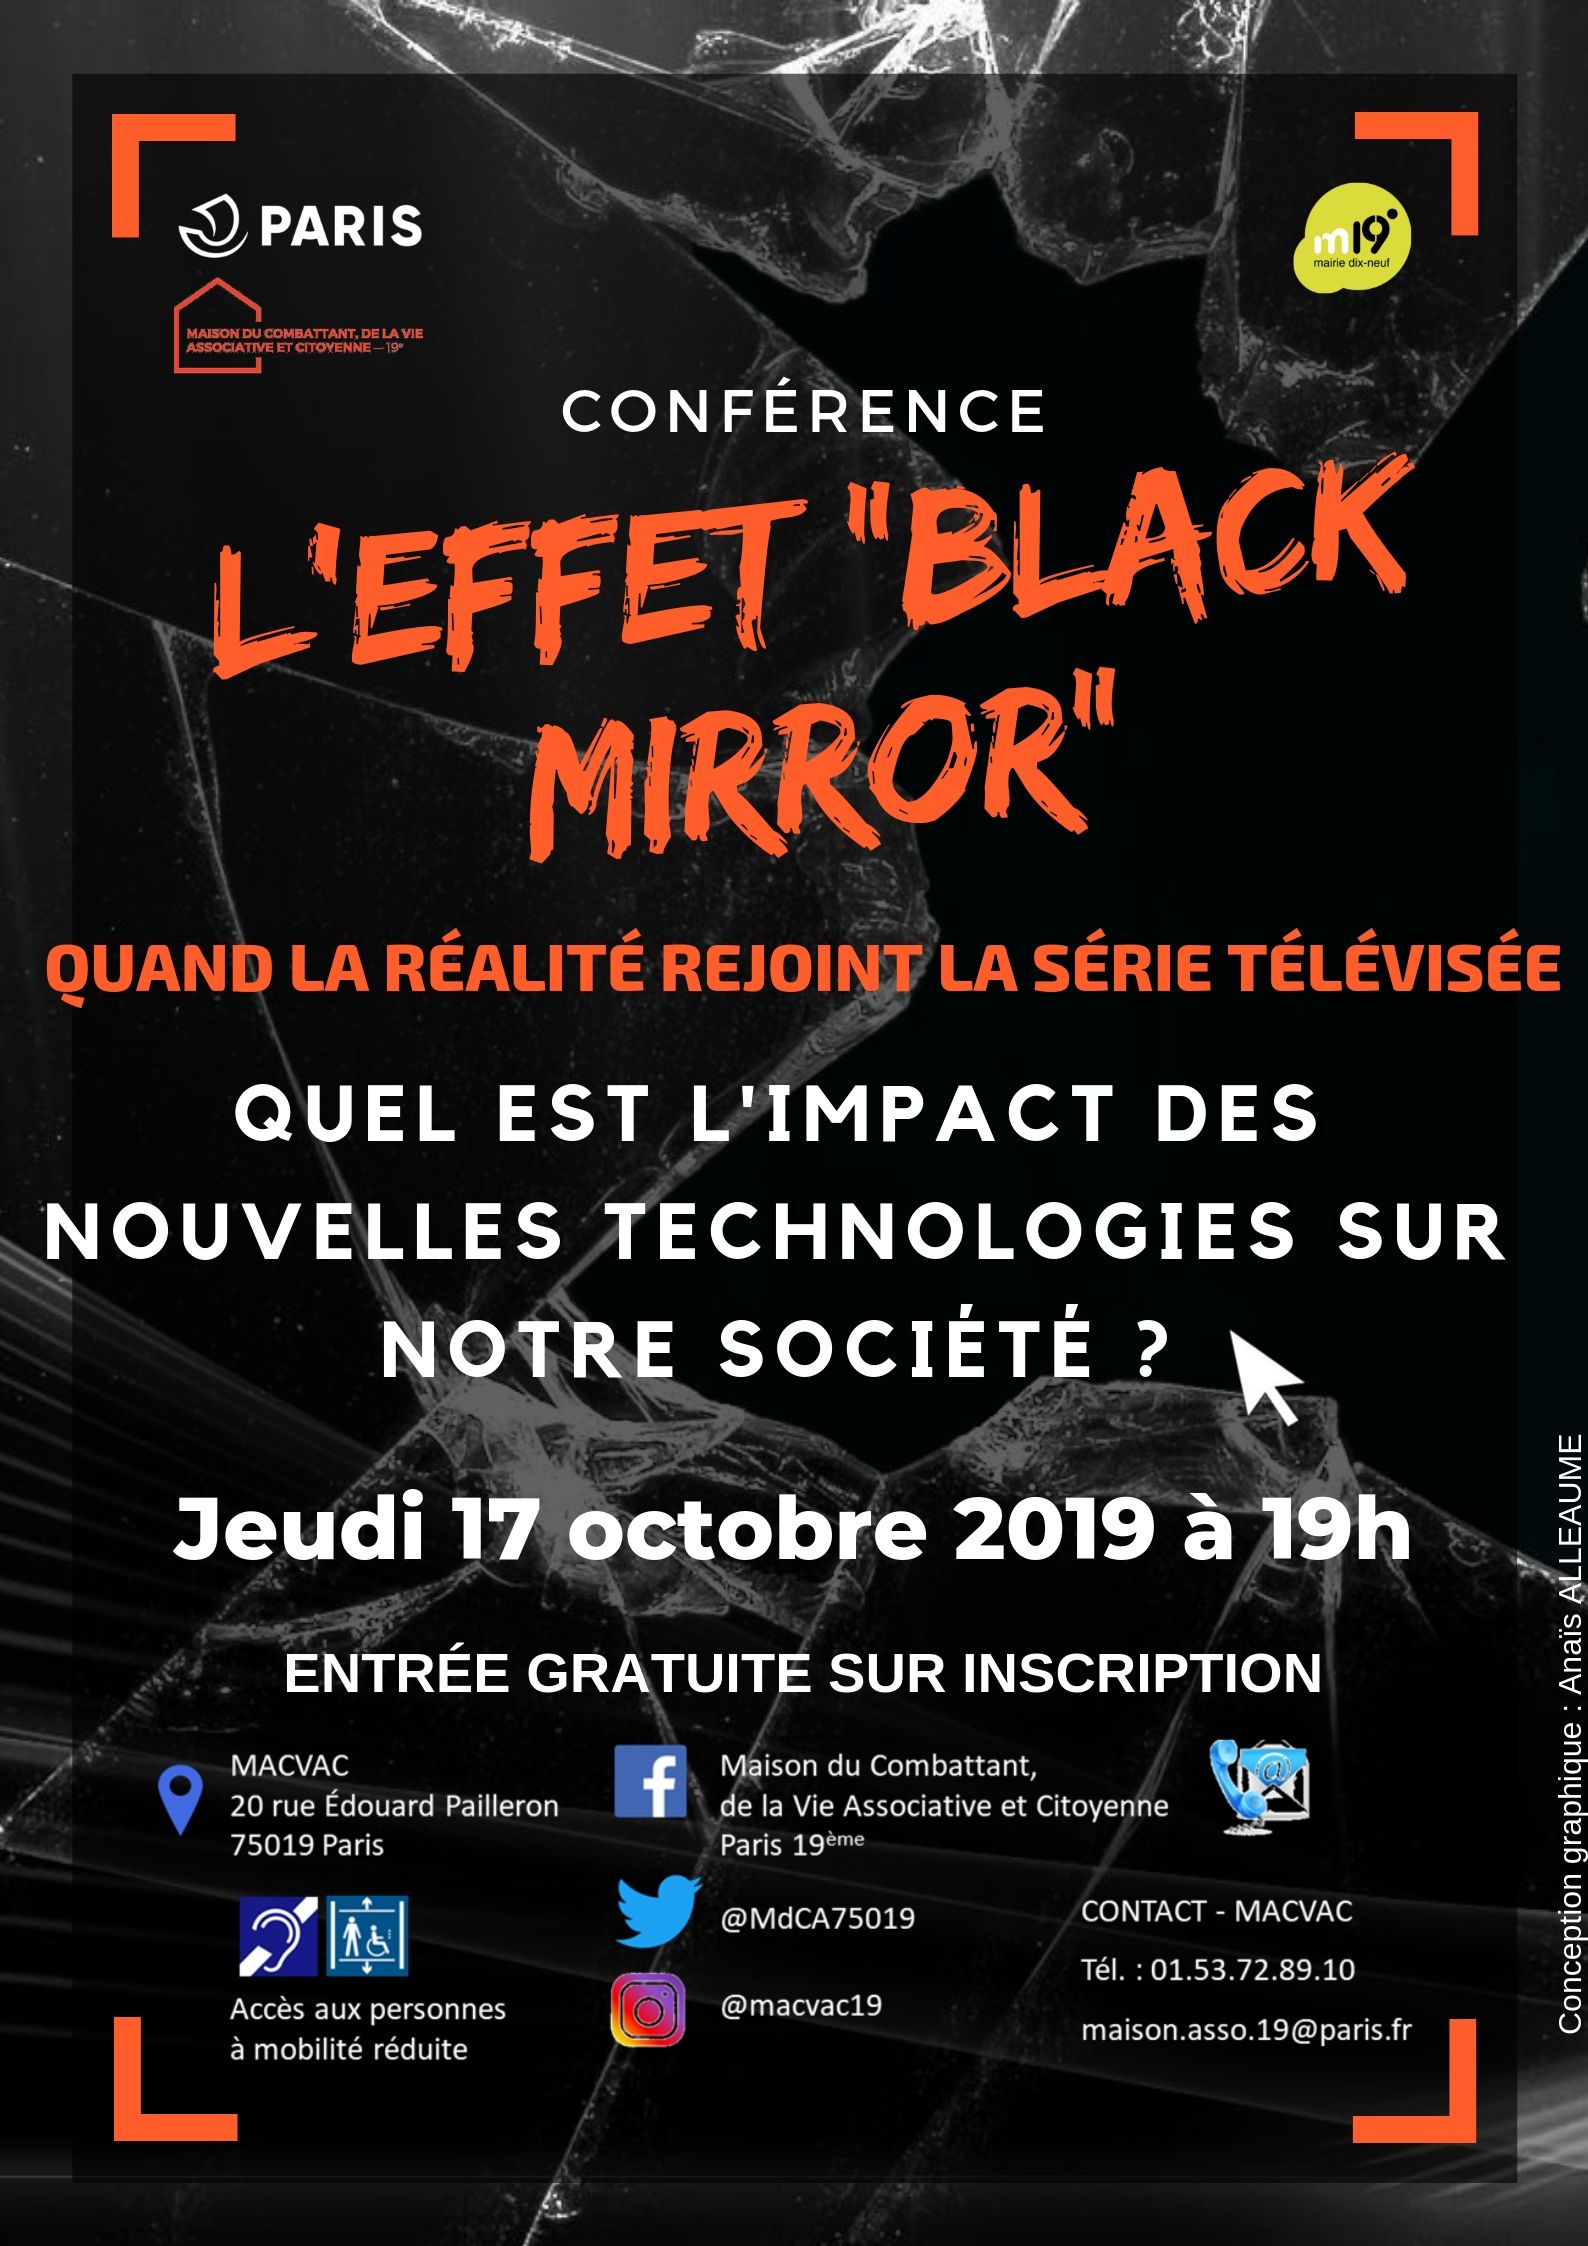 PARIS
MAISON DU COMBATTANT, DE LA VIE
ASSOCIATIVE ET CITOYENNE — 19e
m19
mairie dix-neuf
CONFÉRENCE
L'EFFET "BLACK
MIRROR"
QUAND LA RÉALITÉ REJOINT LA SÉRIE TÉLÉVISÉE
QUEL EST L'IMPACT DES
NOUVELLES TECHNOLOGIES SUR
NOTRE SOCIÉTÉ ?
Jeudi 17 octobre 2019 à 19h
ENTRÉE GRATUITE SUR INSCRIPTION
MACVAC
20 rue Édouard Pailleron
75019 Paris
Accès aux personnes
à mobilité réduite
Maison du Combattant,
de la Vie Associative et Citoyenne
Paris 19ème
@MdCA75019
@macvac19
CONTACT - MACVAC
Tél. : 01.53.72.89.10
maison.asso.19@paris.fr
Conception graphique : Anaïs ALLEAUME